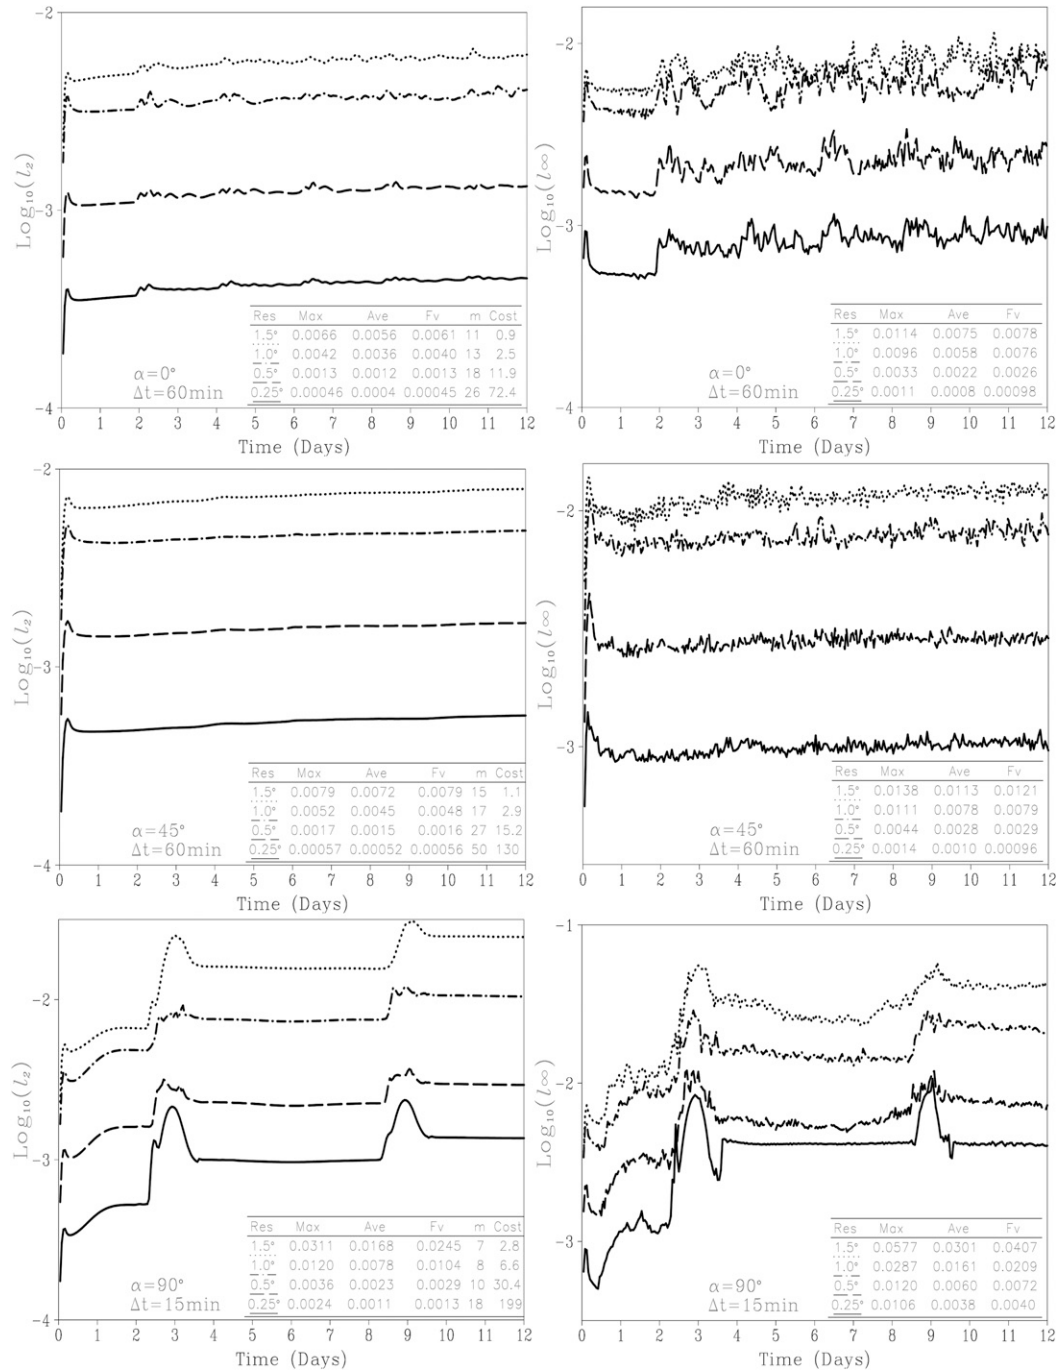 -2
-3
-4
Log₁₀(l₂)
Res Max Ave Fv m Cost
1.5° 0.0066 0.0056 0.0061 11 0.9
1.0° 0.0042 0.0036 0.0040 13 2.5
0.5° 0.0013 0.0012 0.0013 18 11.9
0.25° 0.00046 0.0004 0.00045 26 72.4
α=0°
Δt=60min
0 1 2 3 4 5 6 7 8 9 10 11 12
Time (Days)
-2
-3
-4
Log₁₀(l∞)
Res Max Ave Fv
1.5° 0.0114 0.0075 0.0078
1.0° 0.0096 0.0058 0.0076
0.5° 0.0033 0.0022 0.0026
0.25° 0.0011 0.0008 0.00098
α=0°
Δt=60min
0 1 2 3 4 5 6 7 8 9 10 11 12
Time (Days)
-2
-3
-4
Log₁₀(l₂)
Res Max Ave Fv m Cost
1.5° 0.0079 0.0072 0.0079 15 1.1
1.0° 0.0052 0.0045 0.0048 17 2.9
0.5° 0.0017 0.0015 0.0016 27 15.2
0.25° 0.00057 0.00052 0.00056 50 130
α=45°
Δt=60min
0 1 2 3 4 5 6 7 8 9 10 11 12
Time (Days)
-2
-3
Log₁₀(l∞)
Res Max Ave Fv
1.5° 0.0138 0.0113 0.0121
1.0° 0.0111 0.0078 0.0079
0.5° 0.0044 0.0028 0.0029
0.25° 0.0014 0.0010 0.00096
α=45°
Δt=60min
0 1 2 3 4 5 6 7 8 9 10 11 12
Time (Days)
-2
-3
-4
Log₁₀(l₂)
Res Max Ave Fv m Cost
1.5° 0.0311 0.0168 0.0245 7 2.8
1.0° 0.0120 0.0078 0.0104 8 6.6
0.5° 0.0036 0.0023 0.0029 10 30.4
0.25° 0.0024 0.0011 0.0013 18 199
α=90°
Δt=15min
0 1 2 3 4 5 6 7 8 9 10 11 12
Time (Days)
-1
-2
-3
Log₁₀(l∞)
Res Max Ave Fv
1.5° 0.0577 0.0301 0.0407
1.0° 0.0287 0.0161 0.0209
0.5° 0.0120 0.0060 0.0072
0.25° 0.0106 0.0038 0.0040
α=90°
Δt=15min
0 1 2 3 4 5 6 7 8 9 10 11 12
Time (Days)